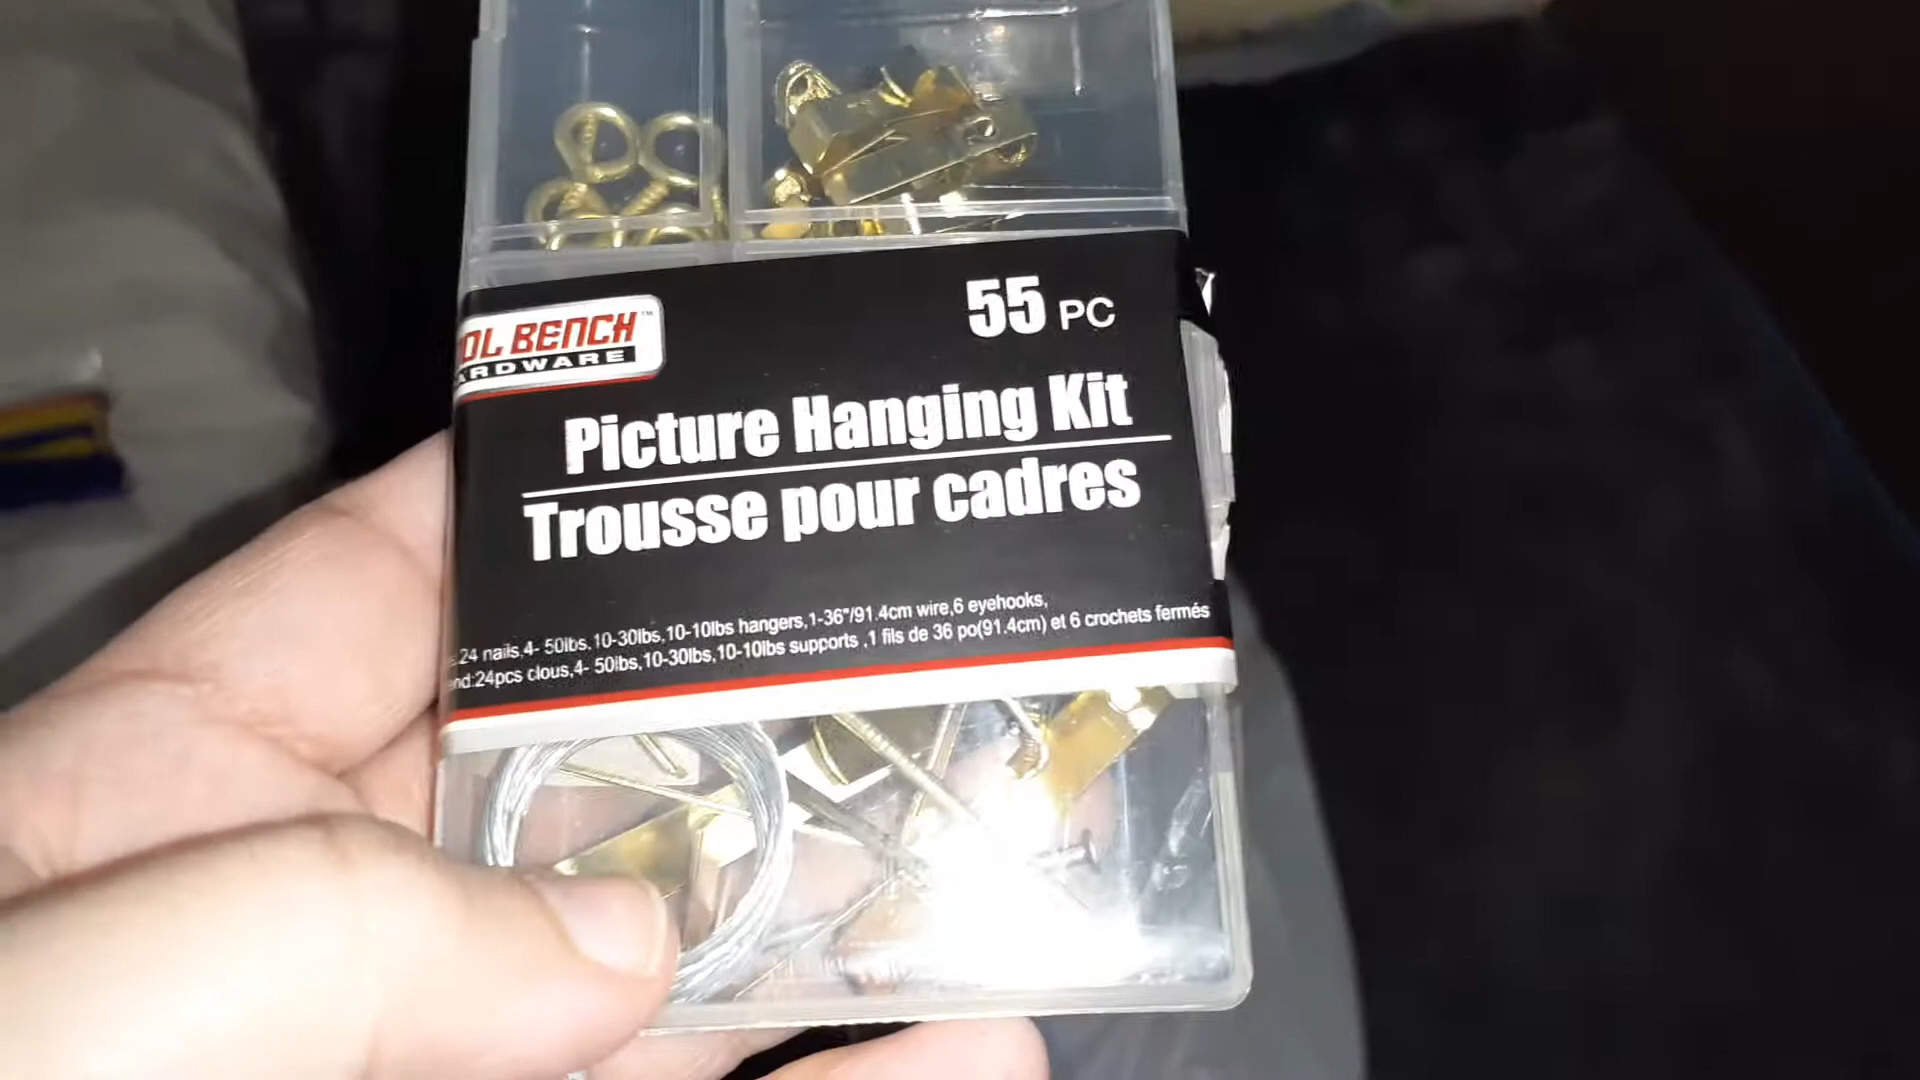 55 PC
OL BENCH™
ARDWARE
Picture Hanging Kit
Trousse pour cadres
24 nails,4- 50lbs,10-30lbs,10-10lbs hangers,1-36"/91.4cm wire,6 eyehooks,
nd:24pcs clous,4- 50lbs,10-30lbs,10-10lbs supports ,1 fils de 36 po(91.4cm) et 6 crochets fermés